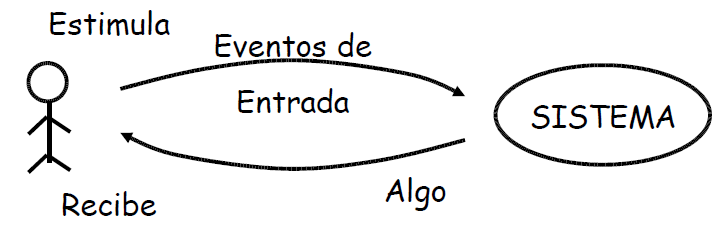 Estimula
Eventos de
Entrada
SISTEMA
Algo
Recibe